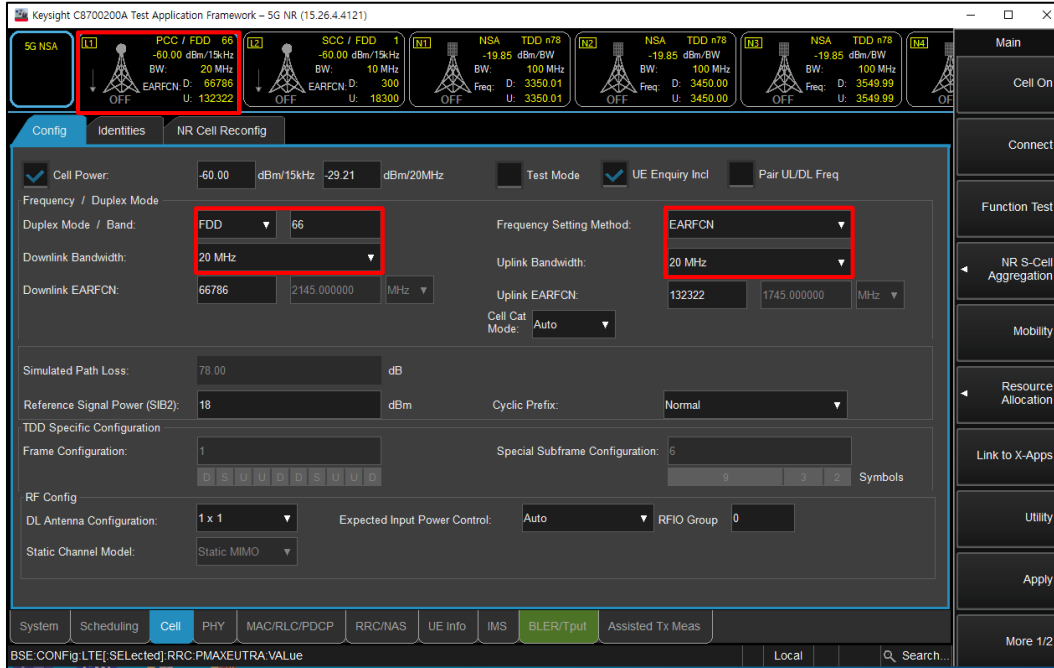 Keysight C8700200A Test Application Framework – 5G NR (15.26.4.4121)
5G NSA
L1 PCC / FDD 66
-60.00 dBm/15kHz
BW: 20 MHz
EARFCN: D: 66786
OFF U: 132322
L2 SCC / FDD 1
-60.00 dBm/15kHz
BW: 10 MHz
EARFCN: D: 300
OFF U: 18300
N1 NSA TDD n78
-19.85 dBm/BW
BW: 100 MHz
Freq: D: 3350.01
OFF U: 3350.01
N2 NSA TDD n78
-19.85 dBm/BW
BW: 100 MHz
Freq: D: 3450.00
OFF U: 3450.00
N3 NSA TDD n78
-19.85 dBm/BW
BW: 100 MHz
Freq: D: 3549.99
OFF U: 3549.99
N4
Main
Cell On
Connect
Function Test
NR S-Cell
Aggregation
Mobility
Resource
Allocation
Link to X-Apps
Utility
Apply
More 1/2
Config Identities NR Cell Reconfig
Cell Power: -60.00 dBm/15kHz -29.21 dBm/20MHz Test Mode UE Enquiry Incl Pair UL/DL Freq
Frequency / Duplex Mode
Duplex Mode / Band: FDD 66 Frequency Setting Method: EARFCN
Downlink Bandwidth: 20 MHz Uplink Bandwidth: 20 MHz
Downlink EARFCN: 66786 2145.000000 MHz Uplink EARFCN: 132322 1745.000000 MHz
Cell Cat
Mode: Auto
Simulated Path Loss: 78.00 dB
Reference Signal Power (SIB2): 18 dBm Cyclic Prefix: Normal
TDD Specific Configuration
Frame Configuration: 1 Special Subframe Configuration: 6
D S U U D D S U U D 9 3 2 Symbols
RF Config
DL Antenna Configuration: 1 x 1 Expected Input Power Control: Auto RFIO Group 0
Static Channel Model: Static MIMO
System Scheduling Cell PHY MAC/RLC/PDCP RRC/NAS UE Info IMS BLER/Tput Assisted Tx Meas
BSE:CONFig:LTE[:SELected]:RRC:PMAXEUTRA:VALue Local Search...